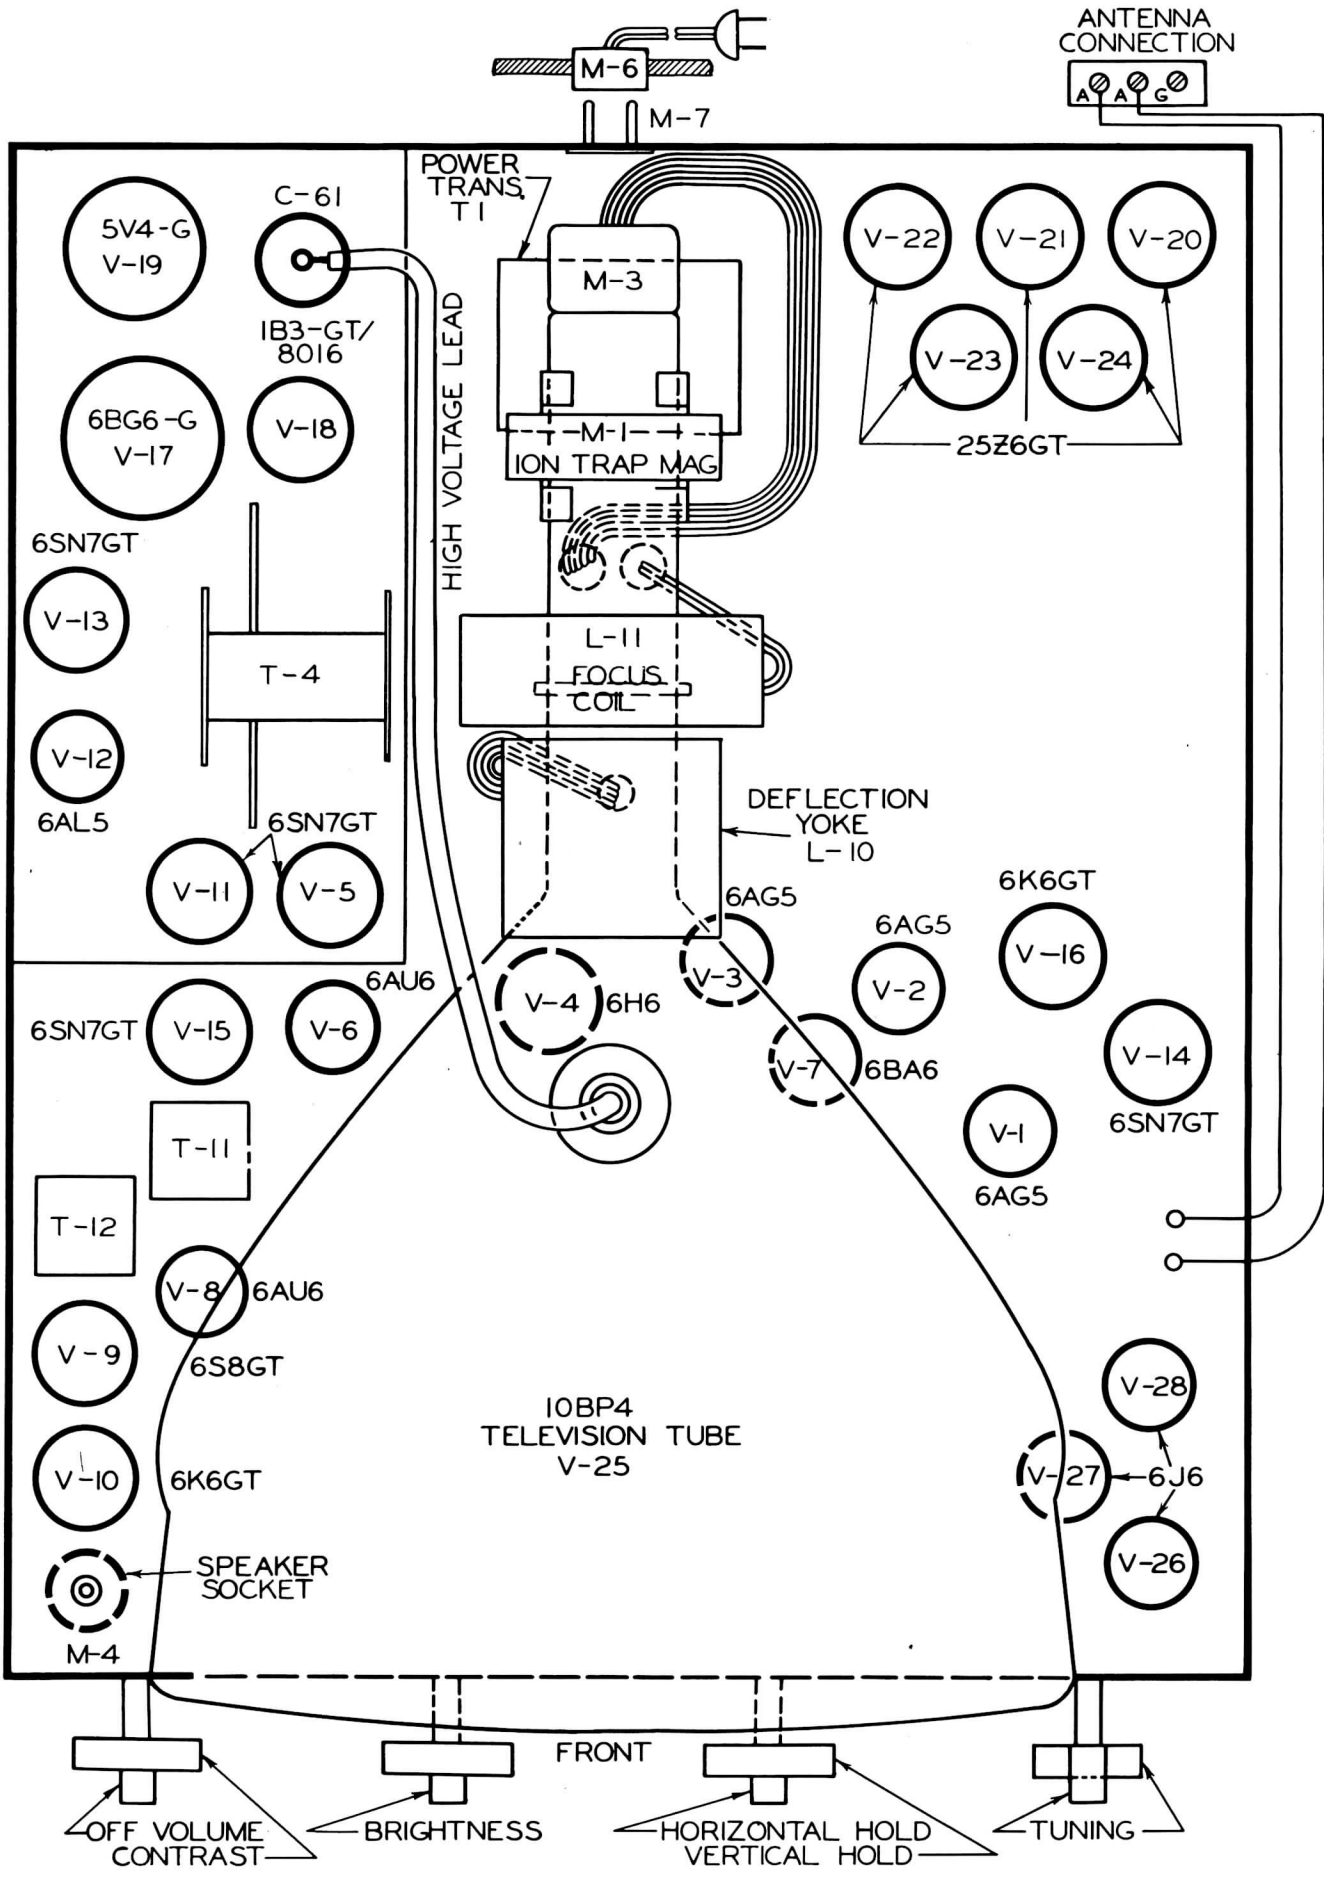 ANTENNA
CONNECTION
A A G
M-6
M-7
POWER
TRANS.
T1
C-61
5V4-G
V-19
1B3-GT/
8016
HIGH VOLTAGE LEAD
M-3
V-22
V-21
V-20
V-23
V-24
25Z6GT
6BG6-G
V-17
V-18
M-1
ION TRAP MAG
6SN7GT
V-13
T-4
L-11
FOCUS
COIL
V-12
6AL5
6SN7GT
V-11
V-5
DEFLECTION
YOKE
L-10
6AG5
V-3
6AG5
V-2
6K6GT
V-16
6SN7GT
V-15
6AU6
V-6
V-4
6H6
V-7
6BA6
V-14
6SN7GT
V-1
6AG5
T-11
T-12
V-8
6AU6
V-9
6S8GT
V-10
6K6GT
10BP4
TELEVISION TUBE
V-25
V-28
V-27
6J6
V-26
SPEAKER
SOCKET
M-4
FRONT
OFF VOLUME
CONTRAST
BRIGHTNESS
HORIZONTAL HOLD
VERTICAL HOLD
TUNING